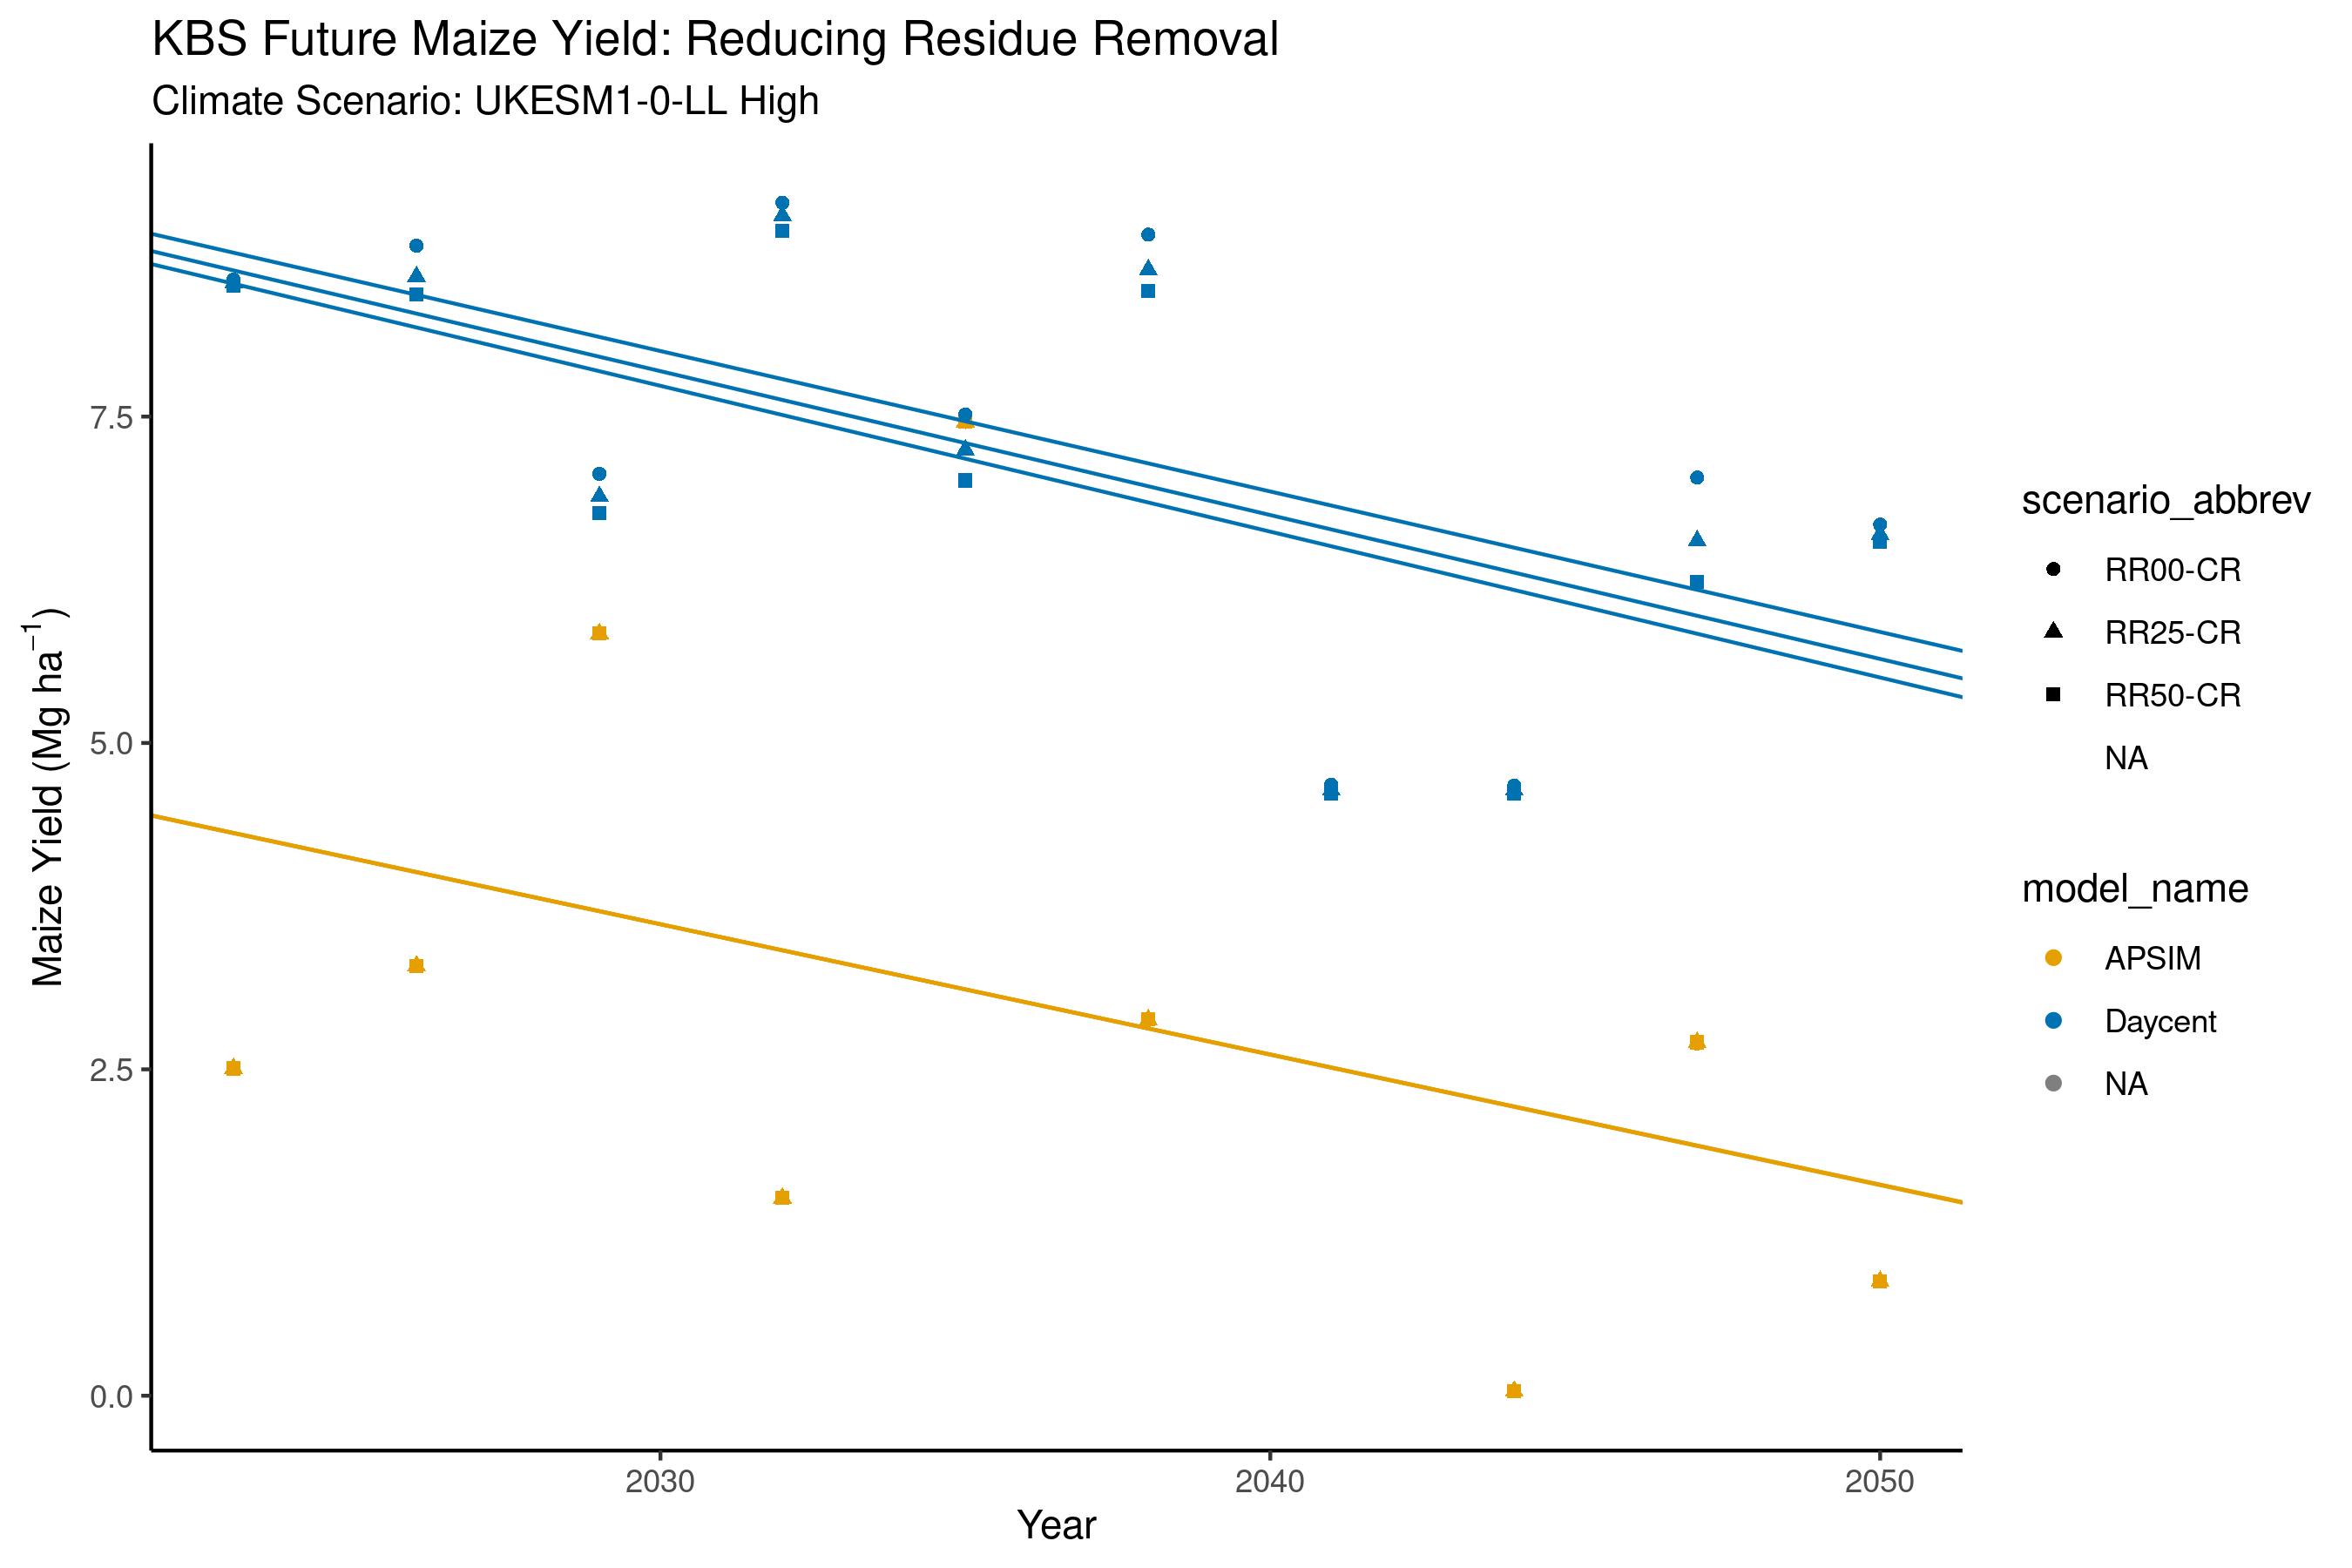 KBS Future Maize Yield: Reducing Residue Removal
Climate Scenario: UKESM1-0-LL High
Maize Yield (Mg ha⁻¹)
7.5
5.0
2.5
0.0
2030
2040
2050
Year
scenario_abbrev
RR00-CR
RR25-CR
RR50-CR
NA
model_name
APSIM
Daycent
NA